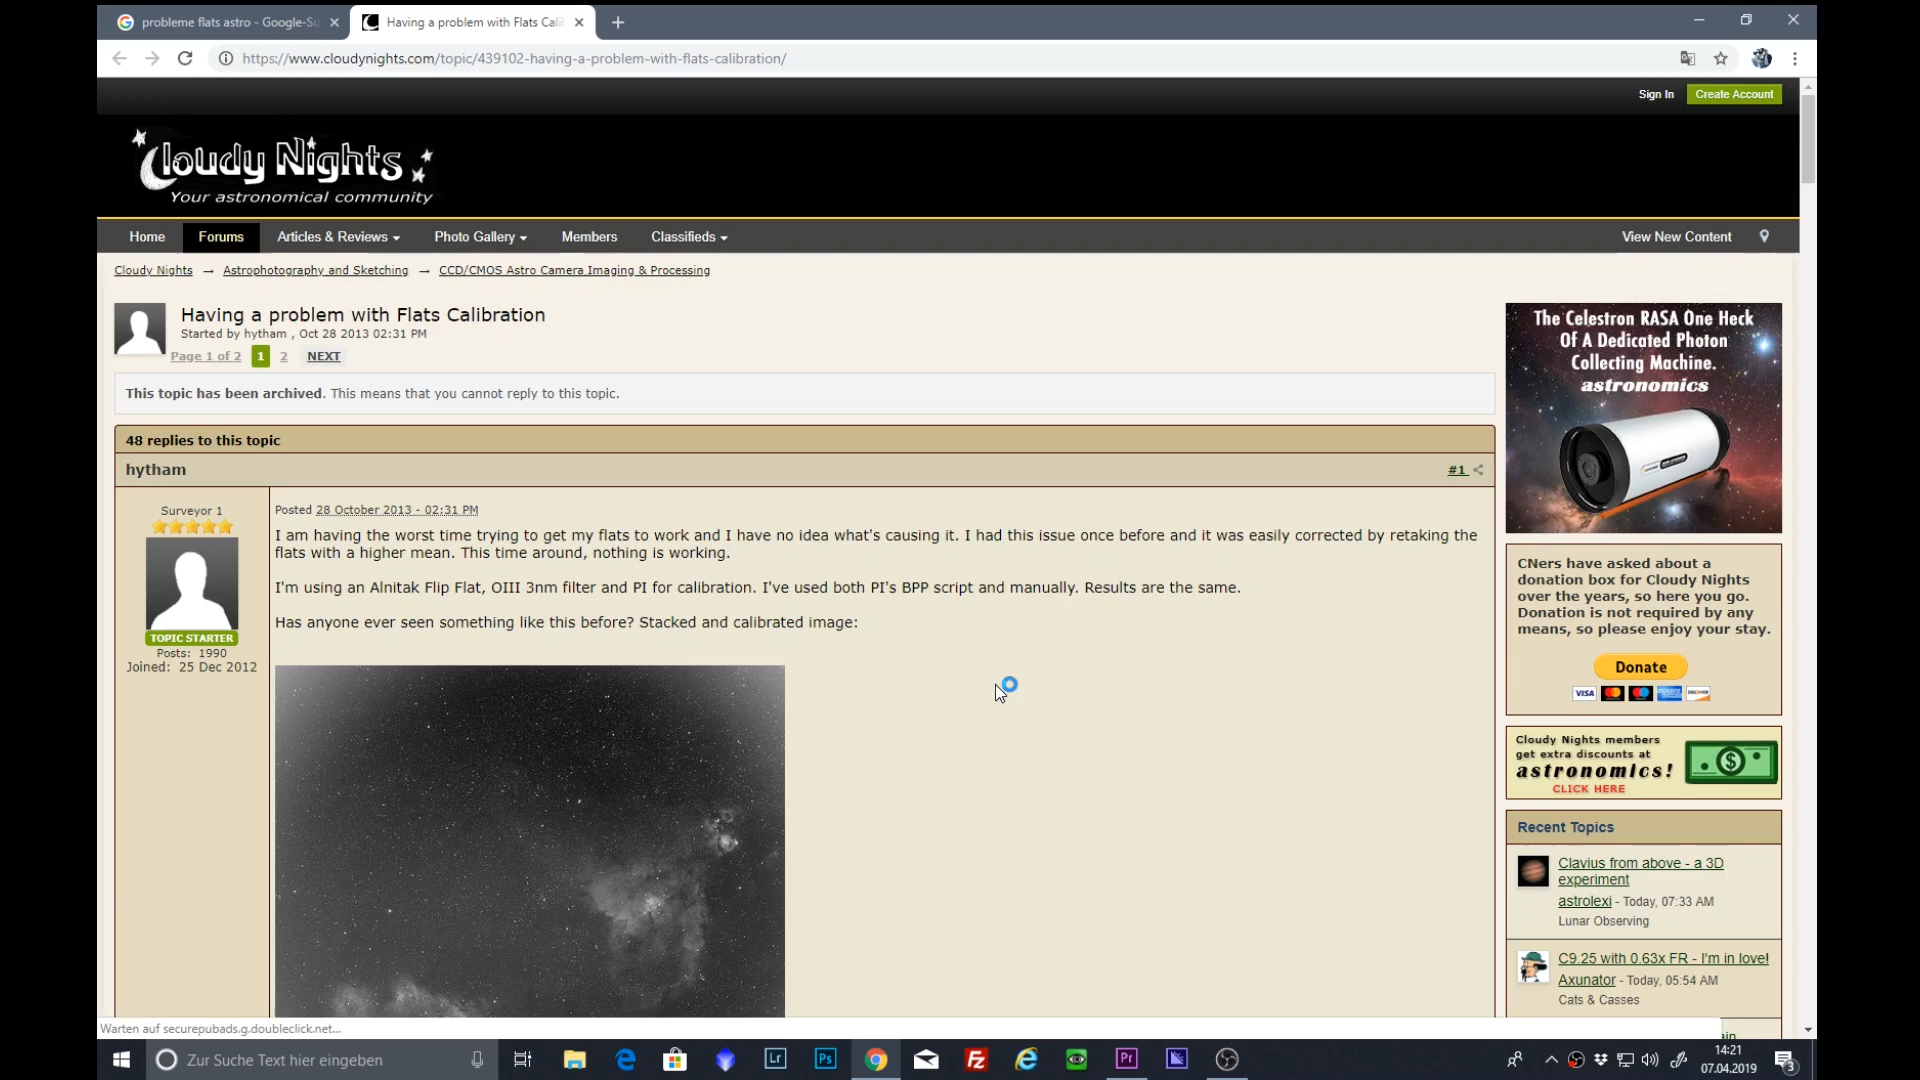 probleme flats astro - Google-Su
Having a problem with Flats Cali
https://www.cloudynights.com/topic/439102-having-a-problem-with-flats-calibration/
Sign In
Create Account
Cloudy Nights
Your astronomical community
Home
Forums
Articles & Reviews
Photo Gallery
Members
Classifieds
View New Content
Cloudy Nights → Astrophotography and Sketching → CCD/CMOS Astro Camera Imaging & Processing
Having a problem with Flats Calibration
Started by hytham , Oct 28 2013 02:31 PM
Page 1 of 2 1 2 NEXT
This topic has been archived. This means that you cannot reply to this topic.
48 replies to this topic
hytham
#1
Surveyor 1
TOPIC STARTER
Posts: 1990
Joined: 25 Dec 2012
Posted 28 October 2013 - 02:31 PM
I am having the worst time trying to get my flats to work and I have no idea what's causing it. I had this issue once before and it was easily corrected by retaking the
flats with a higher mean. This time around, nothing is working.
I'm using an Alnitak Flip Flat, OIII 3nm filter and PI for calibration. I've used both PI's BPP script and manually. Results are the same.
Has anyone ever seen something like this before? Stacked and calibrated image:
The Celestron RASA One Heck
Of A Dedicated Photon
Collecting Machine.
astronomics
CNers have asked about a
donation box for Cloudy Nights
over the years, so here you go.
Donation is not required by any
means, so please enjoy your stay.
Donate
VISA
DISCOVER
Cloudy Nights members
get extra discounts at
astronomics!
CLICK HERE
$
Recent Topics
Clavius from above - a 3D
experiment
astrolexi - Today, 07:33 AM
Lunar Observing
C9.25 with 0.63x FR - I'm in love!
Axunator - Today, 05:54 AM
Cats & Casses
Warten auf securepubads.g.doubleclick.net...
Zur Suche Text hier eingeben
Lr
Ps
Fz
Pr
14:21
07.04.2019
3